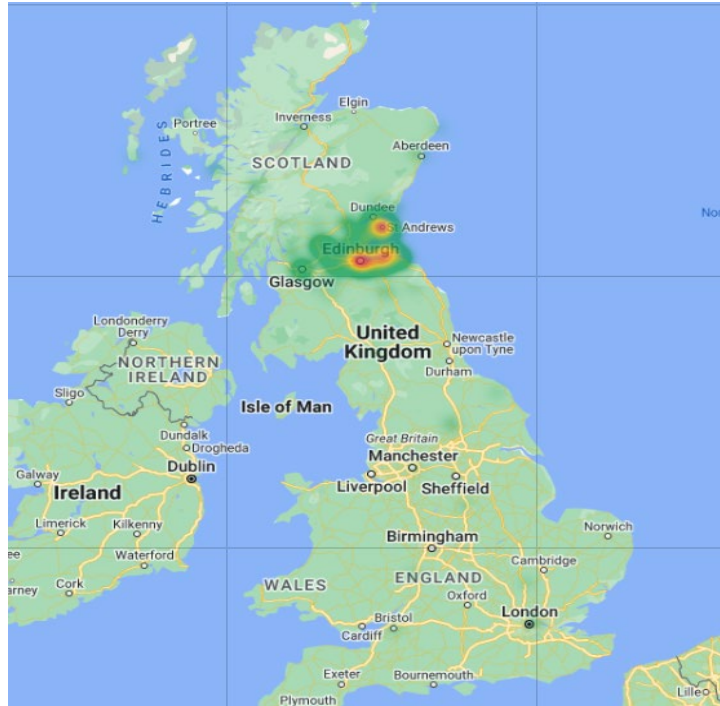 Elgin
Inverness
Portree
HEBRIDES
Aberdeen
SCOTLAND
Dundee
St Andrews
Edinburgh
Glasgow
Londonderry
Derry
United
Kingdom
Newcastle
upon Tyne
NORTHERN
IRELAND
Durham
Sligo
Isle of Man
Dundalk
Great Britain
Drogheda
Manchester
Dublin
Galway
Liverpool
Sheffield
Ireland
Limerick
Kilkenny
Norwich
Birmingham
Waterford
Cambridge
Cork
WALES
ENGLAND
Oxford
London
Bristol
Cardiff
Exeter
Bournemouth
Plymouth
Lille